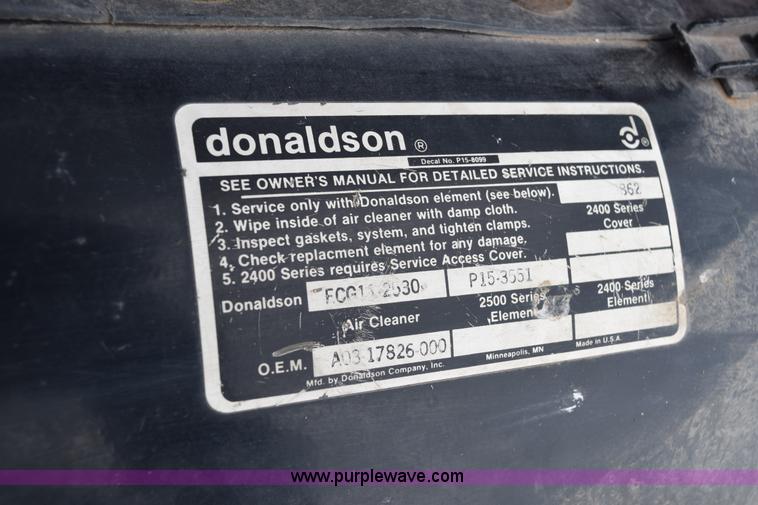 donaldson ®
Decal No. P15-8099
SEE OWNER'S MANUAL FOR DETAILED SERVICE INSTRUCTIONS.
1. Service only with Donaldson element (see below).
2. Wipe inside of air cleaner with damp cloth.
3. Inspect gaskets, system, and tighten clamps.
4. Check replacment element for any damage,
5. 2400 Series requires Service Access Cover.
862
2400 Series
Cover
Donaldson
P15-3551
Air Cleaner
2500 Series
Element
2400 Series
Element
O.E.M. A03-17826-000
Mfd. by Donaldson Company, Inc. Minneapolis, MN Made in U.S.A.
www.purplewave.com